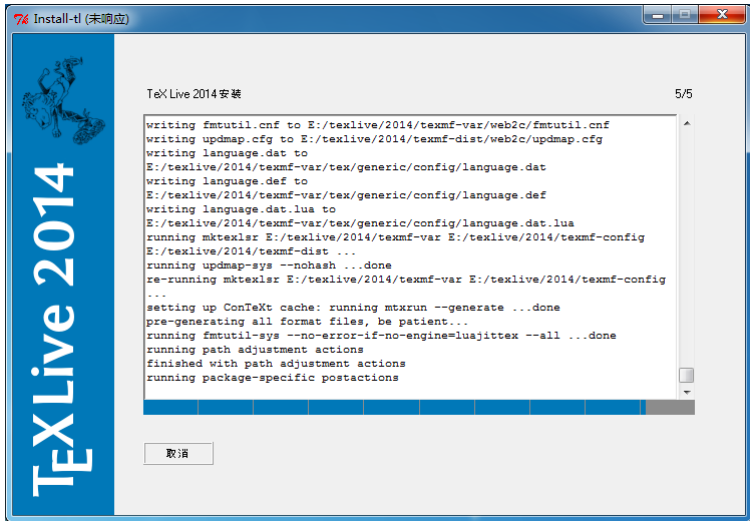 Install-tl (未响应)
TeX Live 2014安装
5/5
writing fmtutil.cnf to E:/texlive/2014/texmf-var/web2c/fmtutil.cnf
writing updmap.cfg to E:/texlive/2014/texmf-dist/web2c/updmap.cfg
writing language.dat to
E:/texlive/2014/texmf-var/tex/generic/config/language.dat
writing language.def to
E:/texlive/2014/texmf-var/tex/generic/config/language.def
writing language.dat.lua to
E:/texlive/2014/texmf-var/tex/generic/config/language.dat.lua
running mktexlsr E:/texlive/2014/texmf-var E:/texlive/2014/texmf-config
E:/texlive/2014/texmf-dist ...
running updmap-sys --nohash ...done
re-running mktexlsr E:/texlive/2014/texmf-var E:/texlive/2014/texmf-config
...
setting up ConTeXt cache: running mtxrun --generate ...done
pre-generating all format files, be patient...
running fmtutil-sys --no-error-if-no-engine=luajittex --all ...done
running path adjustment actions
finished with path adjustment actions
running package-specific postactions
取消
TEX Live 2014